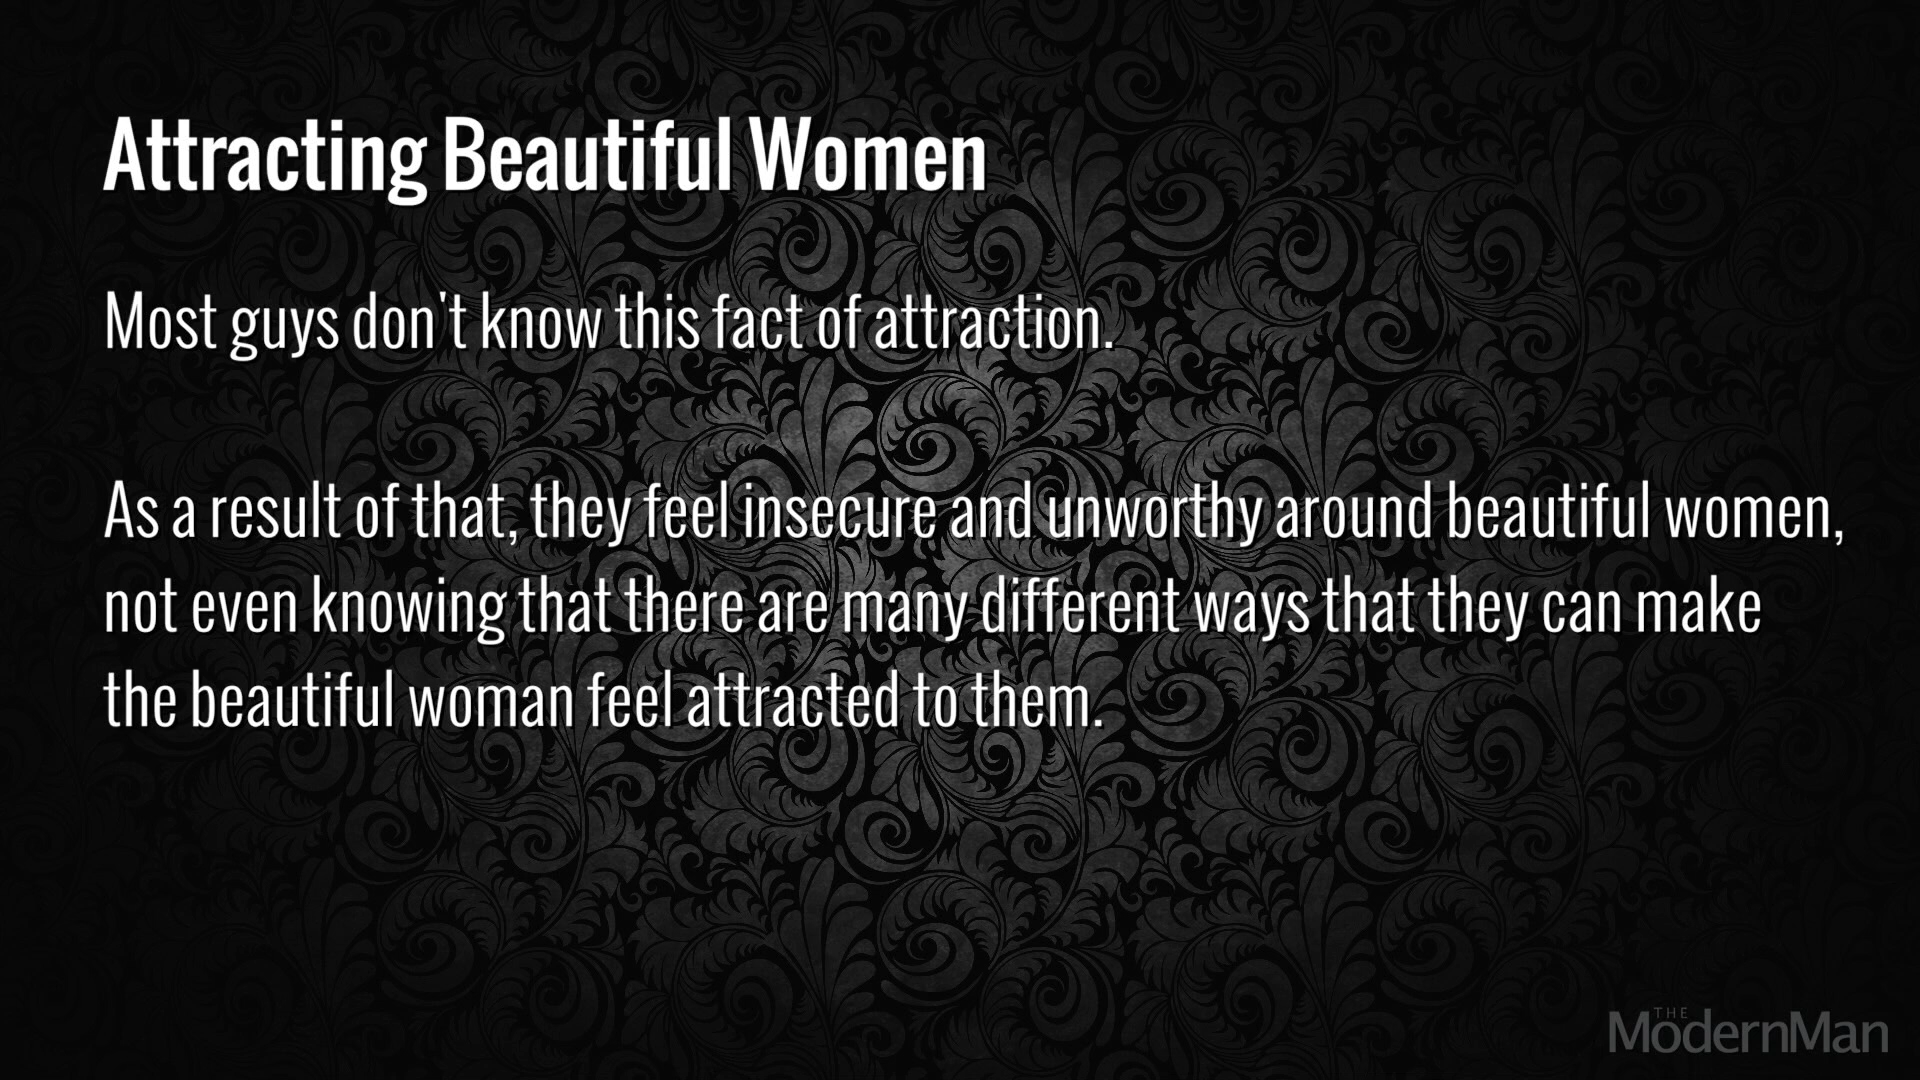 Attracting Beautiful Women
Most guys don't know this fact of attraction.
As a result of that, they feel insecure and unworthy around beautiful women,
not even knowing that there are many different ways that they can make
the beautiful woman feel attracted to them.
THE
ModernMan